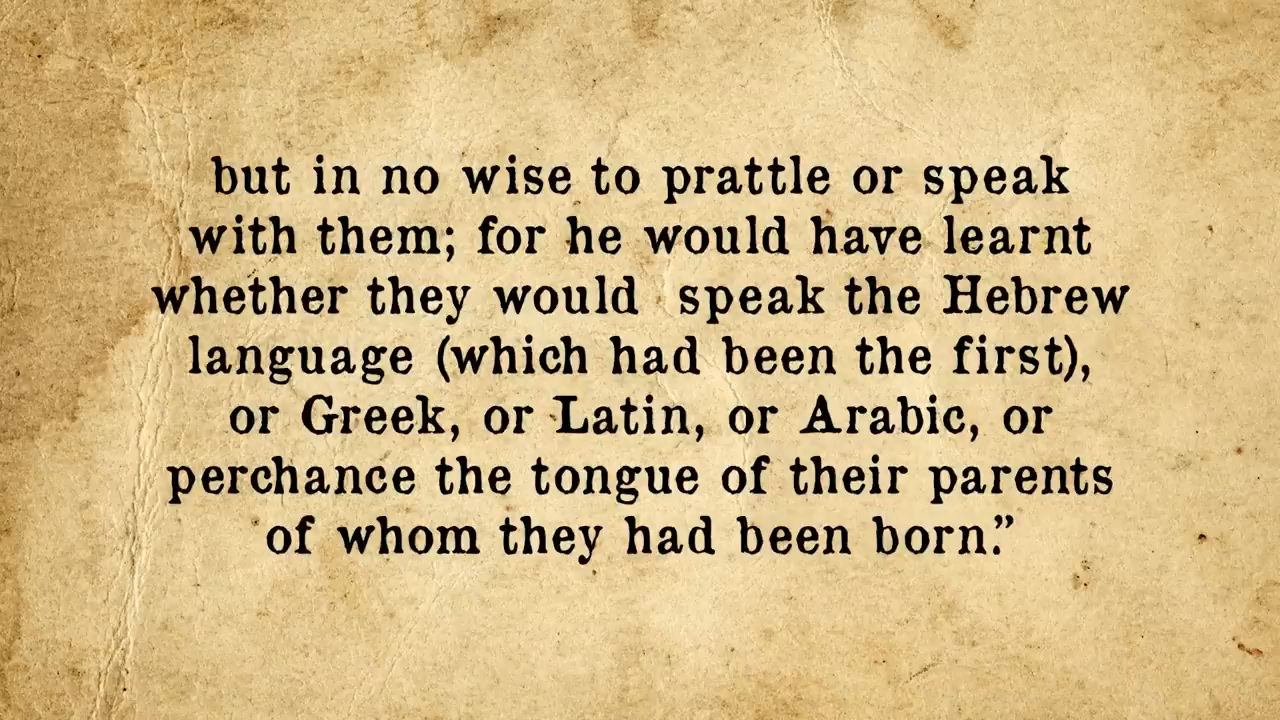 but in no wise to prattle or speak
with them; for he would have learnt
whether they would speak the Hebrew
language (which had been the first),
or Greek, or Latin, or Arabic, or
perchance the tongue of their parents
of whom they had been born.”